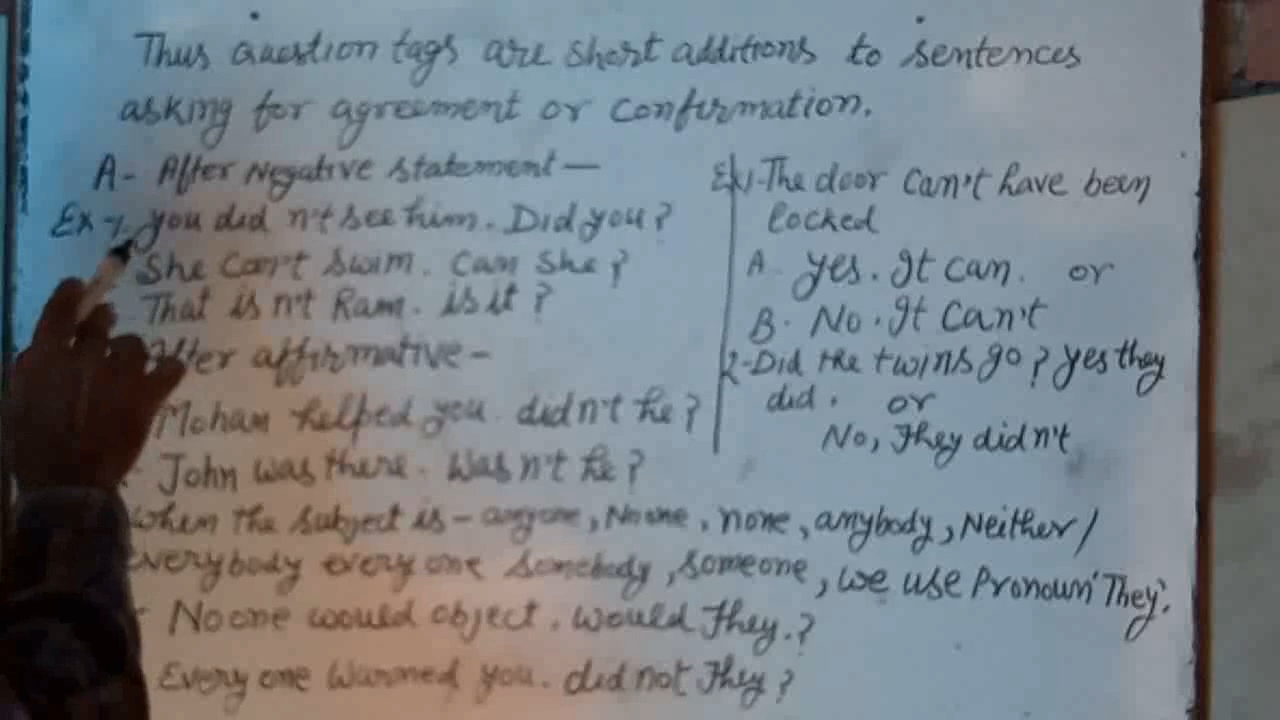 Thus Question tags are short additions to sentences
asking for agreement or confirmation.
A - After Negative statement —
Ex - 1. you did n't see him. Did you?
She can't swim. Can she?
That is n't Ram. is it?
After affirmative -
Moham helped you. didn't he?
John was there. Was n't he?
When the subject is - anyone, No one, none, anybody, Neither /
everybody every one somebody, someone, we use Pronoun 'They'.
No one would object. Would They.?
Every one warned you. did not They?
Ex 1. The door can't have been
locked
A. Yes. It can. or
B. No. It can't
2 - Did the twins go? yes they
did. or
No, They didn't